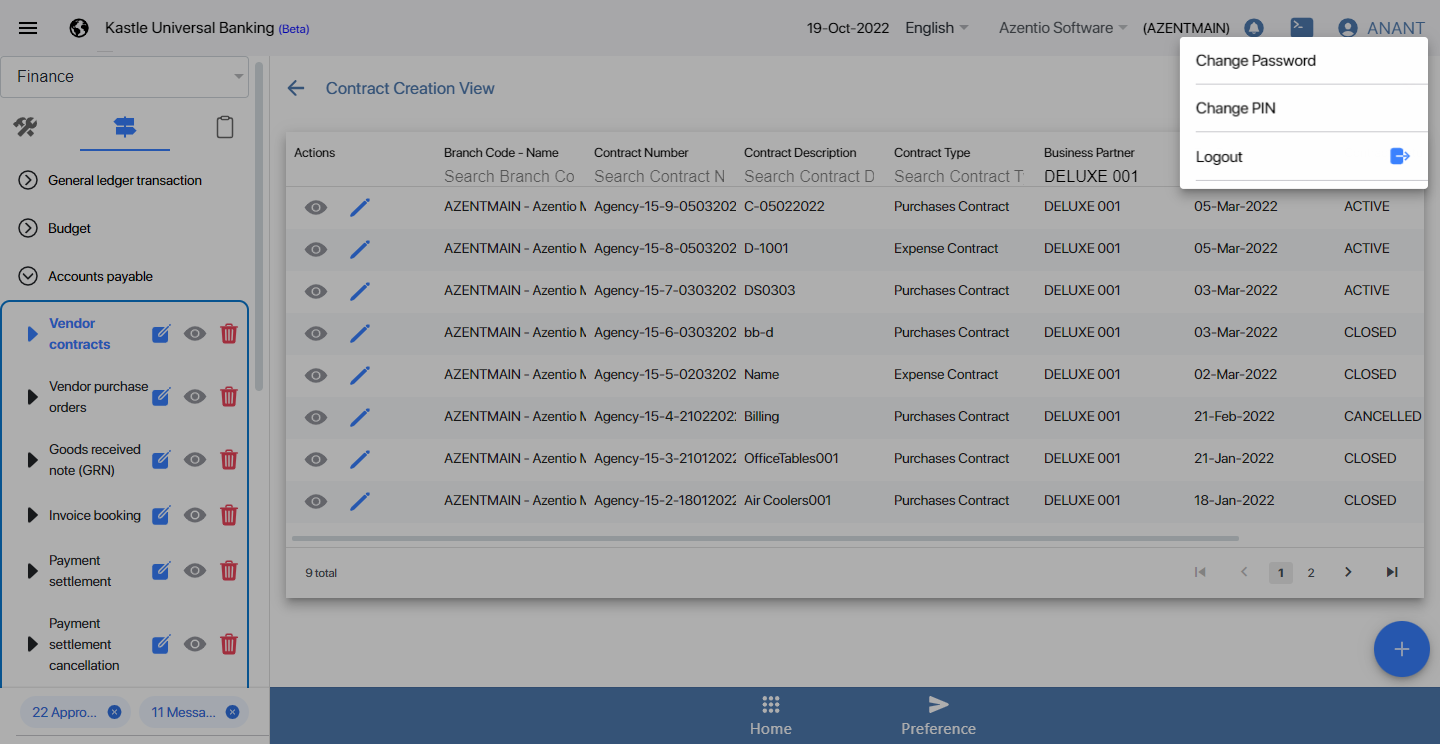 Kastle Universal Banking (Beta)
19-Oct-2022 English Azentio Software (AZENTMAIN) ANANT
Change Password
Change PIN
Logout
Finance
General ledger transaction
Budget
Accounts payable
Vendor
contracts
Vendor purchase
orders
Goods received
note (GRN)
Invoice booking
Payment
settlement
Payment
settlement
cancellation
22 Appro... 11 Messa...
Contract Creation View
Actions Branch Code - Name Contract Number Contract Description Contract Type Business Partner
Search Branch Co Search Contract N Search Contract D Search Contract T DELUXE 001
AZENTMAIN - Azentio M Agency-15-9-0503202 C-05022022 Purchases Contract DELUXE 001 05-Mar-2022 ACTIVE
AZENTMAIN - Azentio M Agency-15-8-0503202 D-1001 Expense Contract DELUXE 001 05-Mar-2022 ACTIVE
AZENTMAIN - Azentio M Agency-15-7-0303202 DS0303 Purchases Contract DELUXE 001 03-Mar-2022 ACTIVE
AZENTMAIN - Azentio M Agency-15-6-0303202 bb-d Purchases Contract DELUXE 001 03-Mar-2022 CLOSED
AZENTMAIN - Azentio M Agency-15-5-0203202 Name Expense Contract DELUXE 001 02-Mar-2022 CLOSED
AZENTMAIN - Azentio M Agency-15-4-2102202 Billing Purchases Contract DELUXE 001 21-Feb-2022 CANCELLED
AZENTMAIN - Azentio M Agency-15-3-21012022 OfficeTables001 Purchases Contract DELUXE 001 21-Jan-2022 CLOSED
AZENTMAIN - Azentio M Agency-15-2-18012022 Air Coolers001 Purchases Contract DELUXE 001 18-Jan-2022 CLOSED
9 total 1 2
Home Preference